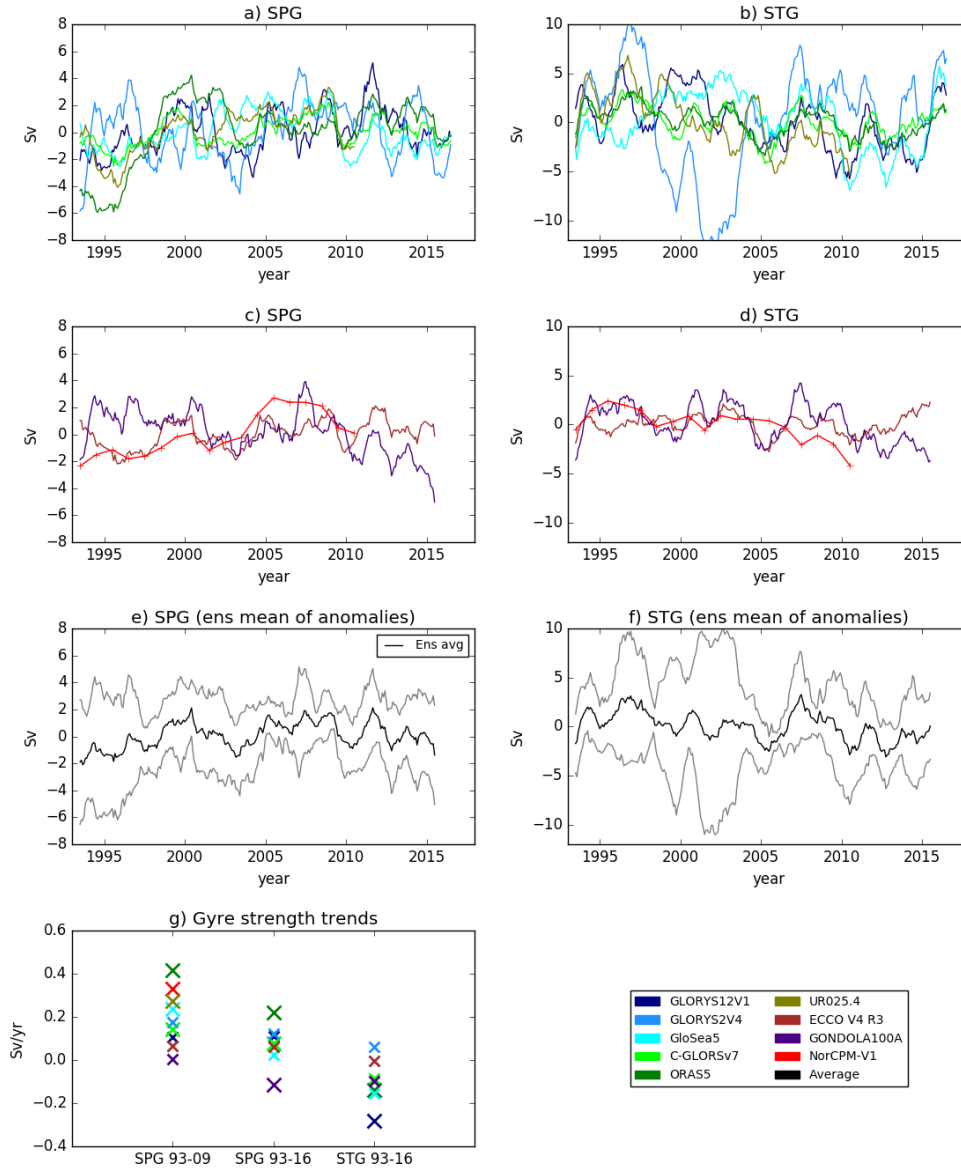 a) SPG
8
6
4
2
0
−2
−4
−6
−8
Sv
1995 2000 2005 2010 2015
year
b) STG
10
5
0
−5
−10
Sv
1995 2000 2005 2010 2015
year
c) SPG
8
6
4
2
0
−2
−4
−6
−8
Sv
1995 2000 2005 2010 2015
year
d) STG
10
5
0
−5
−10
Sv
1995 2000 2005 2010 2015
year
e) SPG (ens mean of anomalies)
Ens avg
8
6
4
2
0
−2
−4
−6
−8
Sv
1995 2000 2005 2010 2015
year
f) STG (ens mean of anomalies)
10
5
0
−5
−10
Sv
1995 2000 2005 2010 2015
year
g) Gyre strength trends
0.6
0.4
0.2
0.0
−0.2
−0.4
Sv/yr
SPG 93-09 SPG 93-16 STG 93-16
GLORYS12V1
GLORYS2V4
GloSea5
C-GLORSv7
ORAS5
UR025.4
ECCO V4 R3
GONDOLA100A
NorCPM-V1
Average